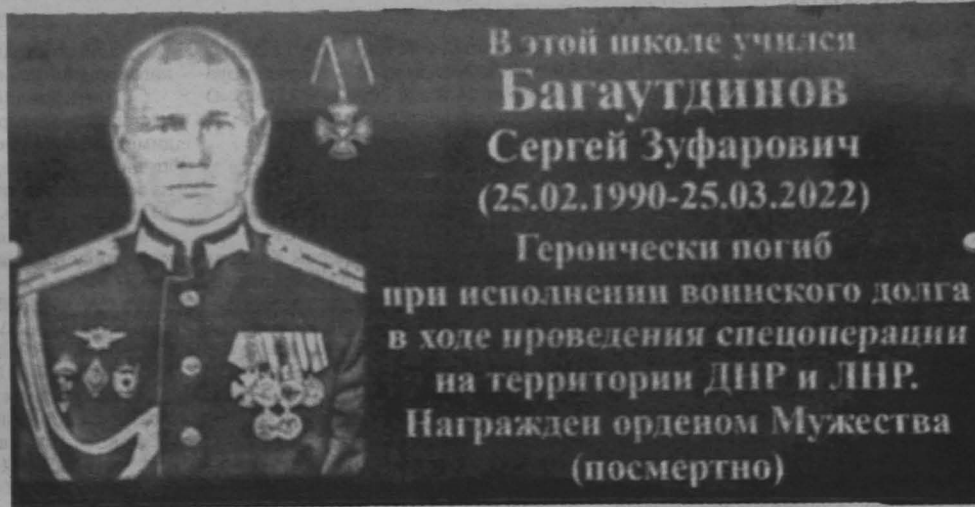 В этой школе учился
Багаутдинов
Сергей Зуфарович
(25.02.1990-25.03.2022)
Героически погиб
при исполнении воинского долга
в ходе проведения спецоперации
на территории ДНР и ЛНР.
Награжден орденом Мужества
(посмертно)